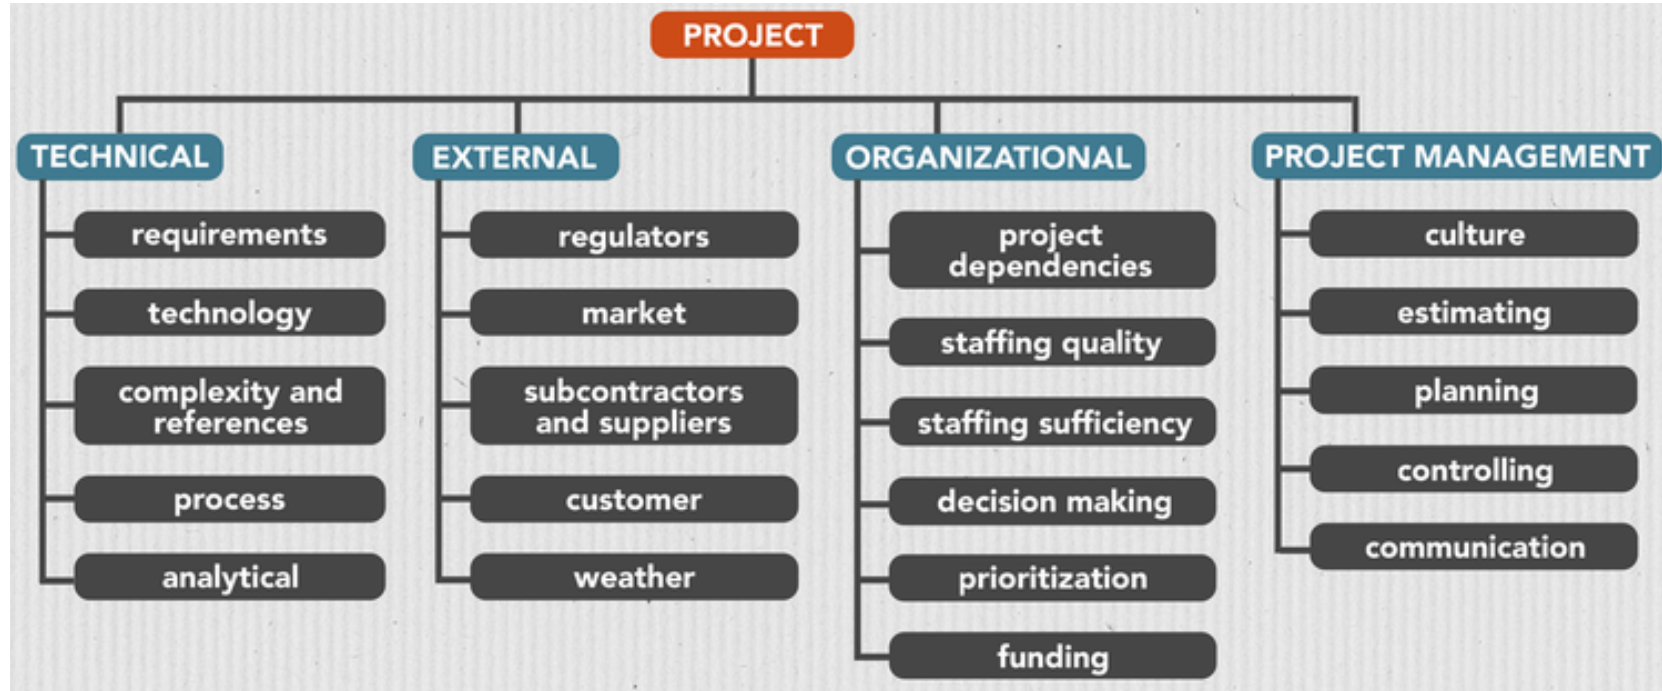 PROJECT
TECHNICAL
requirements
technology
complexity and
references
process
analytical
EXTERNAL
regulators
market
subcontractors
and suppliers
customer
weather
ORGANIZATIONAL
project
dependencies
staffing quality
staffing sufficiency
decision making
prioritization
funding
PROJECT MANAGEMENT
culture
estimating
planning
controlling
communication